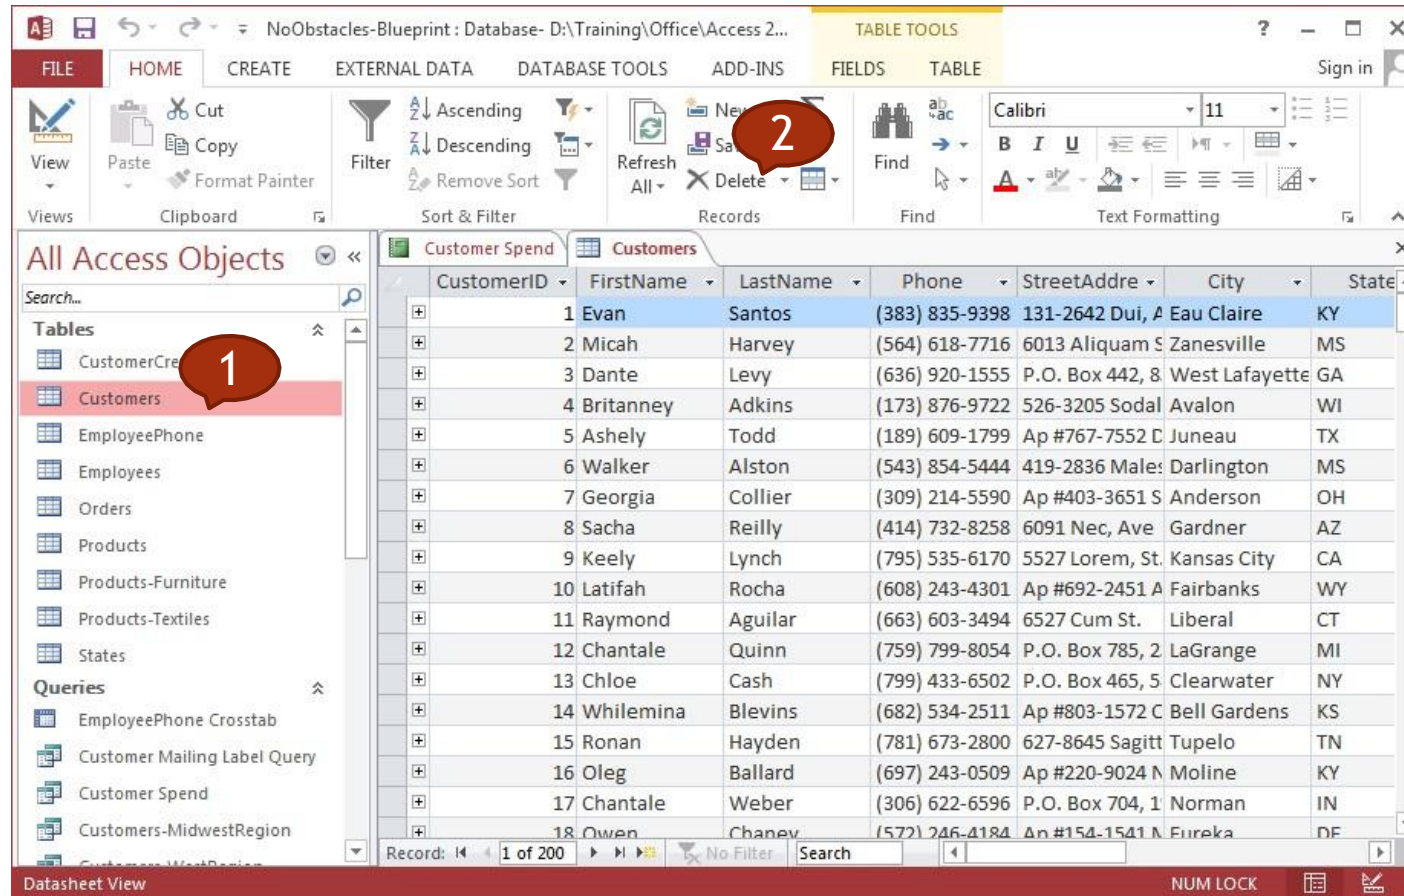 NoObstacles-Blueprint : Database- D:\Training\Office\Access 2... TABLE TOOLS ?
FILE HOME CREATE EXTERNAL DATA DATABASE TOOLS ADD-INS FIELDS TABLE Sign in
View
Views
Paste
Cut
Copy
Format Painter
Clipboard
Filter
Ascending
Descending
Remove Sort
Sort & Filter
Refresh
All
Delete
Records
2
Find
ab
ac
Find
Calibri 11
B I U
A aby
Text Formatting
All Access Objects «
Search...
Tables
1
Customers
EmployeePhone
Employees
Orders
Products
Products-Furniture
Products-Textiles
States
Queries
EmployeePhone Crosstab
Customer Mailing Label Query
Customer Spend
Customers-MidwestRegion
Customer Spend Customers
CustomerID FirstName LastName Phone StreetAddre City State
1 Evan Santos (383) 835-9398 131-2642 Dui, A Eau Claire KY
2 Micah Harvey (564) 618-7716 6013 Aliquam S Zanesville MS
3 Dante Levy (636) 920-1555 P.O. Box 442, 8 West Lafayette GA
4 Britanney Adkins (173) 876-9722 526-3205 Sodal Avalon WI
5 Ashely Todd (189) 609-1799 Ap #767-7552 D Juneau TX
6 Walker Alston (543) 854-5444 419-2836 Males Darlington MS
7 Georgia Collier (309) 214-5590 Ap #403-3651 S Anderson OH
8 Sacha Reilly (414) 732-8258 6091 Nec, Ave Gardner AZ
9 Keely Lynch (795) 535-6170 5527 Lorem, St. Kansas City CA
10 Latifah Rocha (608) 243-4301 Ap #692-2451 A Fairbanks WY
11 Raymond Aguilar (663) 603-3494 6527 Cum St. Liberal CT
12 Chantale Quinn (759) 799-8054 P.O. Box 785, 2 LaGrange MI
13 Chloe Cash (799) 433-6502 P.O. Box 465, 5 Clearwater NY
14 Whilemina Blevins (682) 534-2511 Ap #803-1572 C Bell Gardens KS
15 Ronan Hayden (781) 673-2800 627-8645 Sagitt Tupelo TN
16 Oleg Ballard (697) 243-0509 Ap #220-9024 N Moline KY
17 Chantale Weber (306) 622-6596 P.O. Box 704, 1 Norman IN
18 Owen Chaney (572) 246-4184 Ap #154-1541 N Eureka DE
Record: 1 of 200 No Filter Search
Datasheet View NUM LOCK